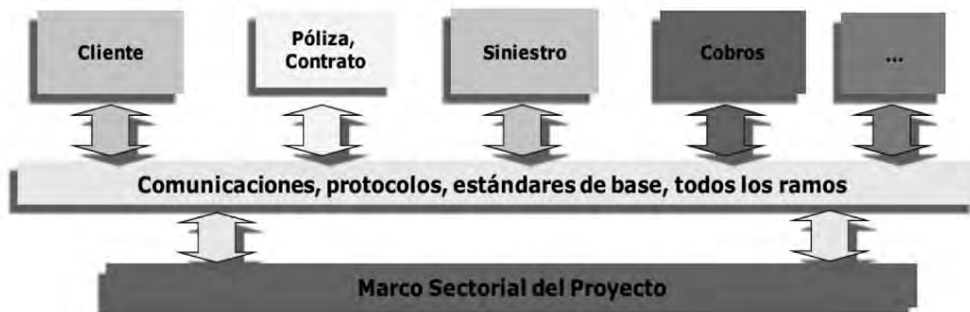 Cliente
Póliza,
Contrato
Siniestro
Cobros
...
Comunicaciones, protocolos, estándares de base, todos los ramos
Marco Sectorial del Proyecto